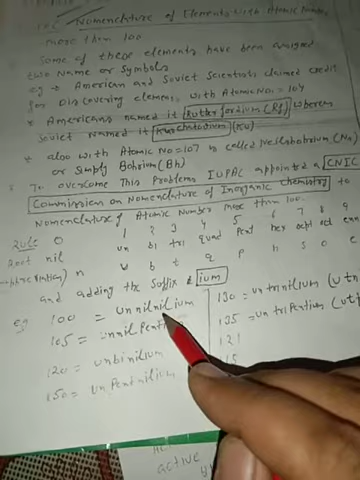 Nomenclature of Elements with Atomic Number
more than 100
Some of these elements have been assigned
two Name or Symbols
eg → American and Soviet Scientists claimed credit
for Discovering element with Atomic No. = 104
Americans named it Rutherfordium (Rf) whereas
Soviet named it Kurchatovium (Ku)
also with Atomic No = 107 is called
or simply Bohrium (Bh)
To overcome This Problems IUPAC appointed a CNIC
Commission on Nomenclature of Inorganic Chemistry to
Nomenclature of Atomic Number more than 100.
Rule 0 1 2 3 4 5 6 7 8 9
Root nil un bi tri quad Pent hex sept oct enn
n u b t q p h s o e
and adding the Suffix ium
eg 100 = unnilnilium
105 = unnilPent
120 = unbinilium
150 = unpentnilium
130 = untrinilium (utn
135 = untriPentium (utp
121
active